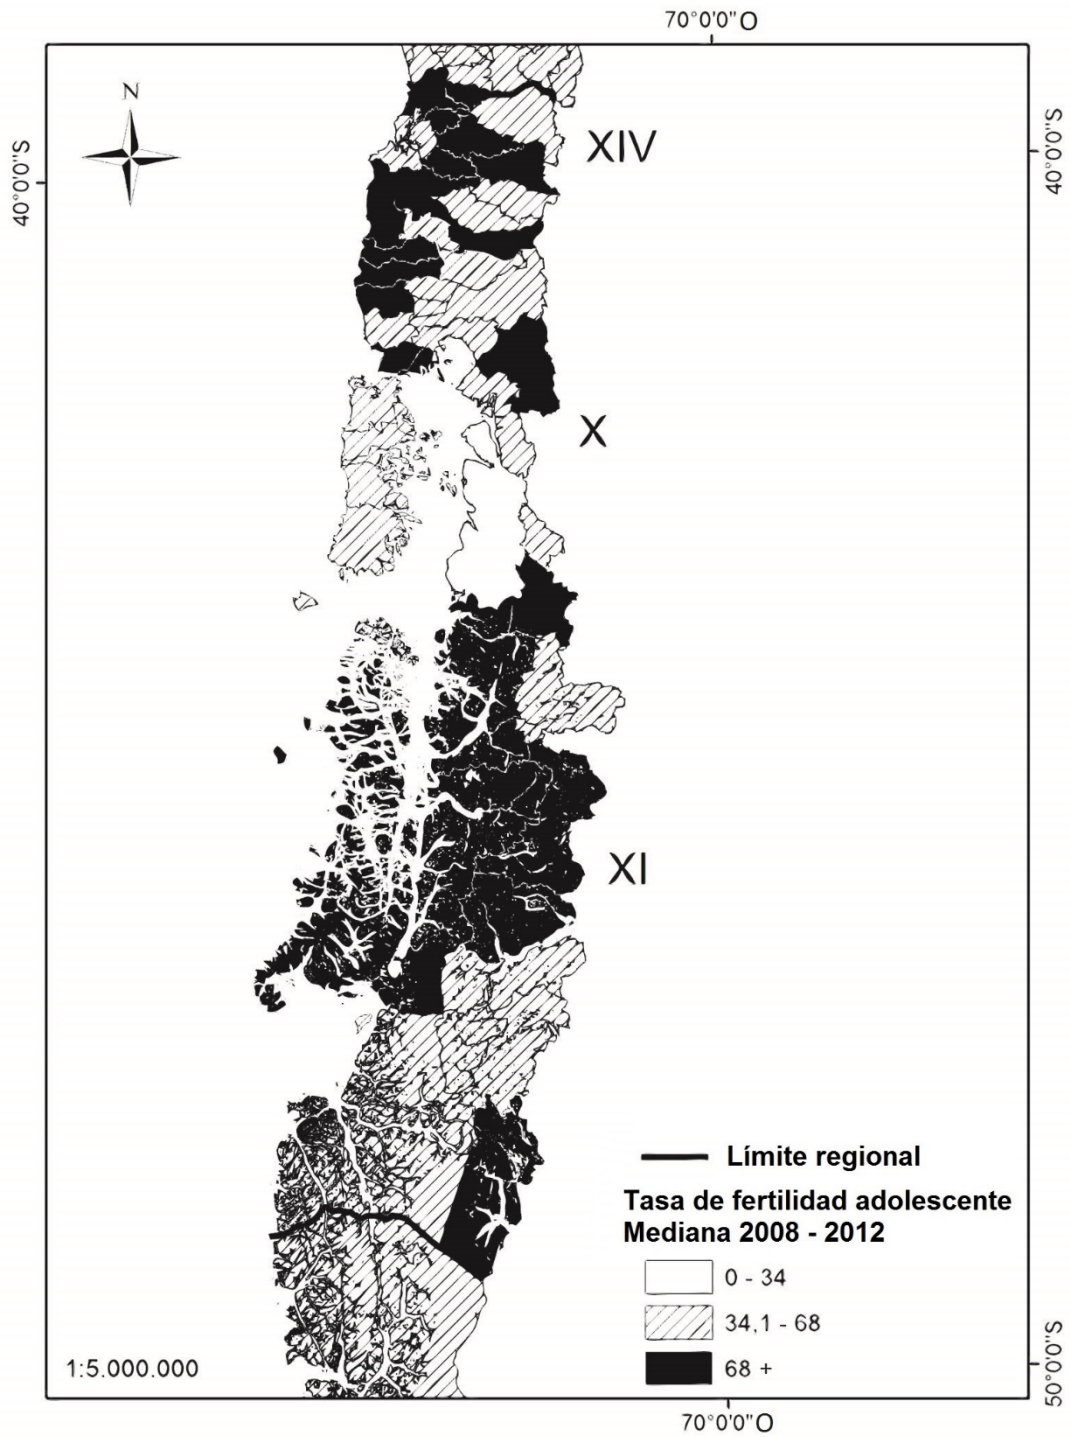 70°0'0"O
N
XIV
40°0'0"S
40°0'0"S
X
XI
Límite regional
Tasa de fertilidad adolescente
Mediana 2008 - 2012
0 - 34
34,1 - 68
68 +
1:5.000.000
50°0'0"S
70°0'0"O